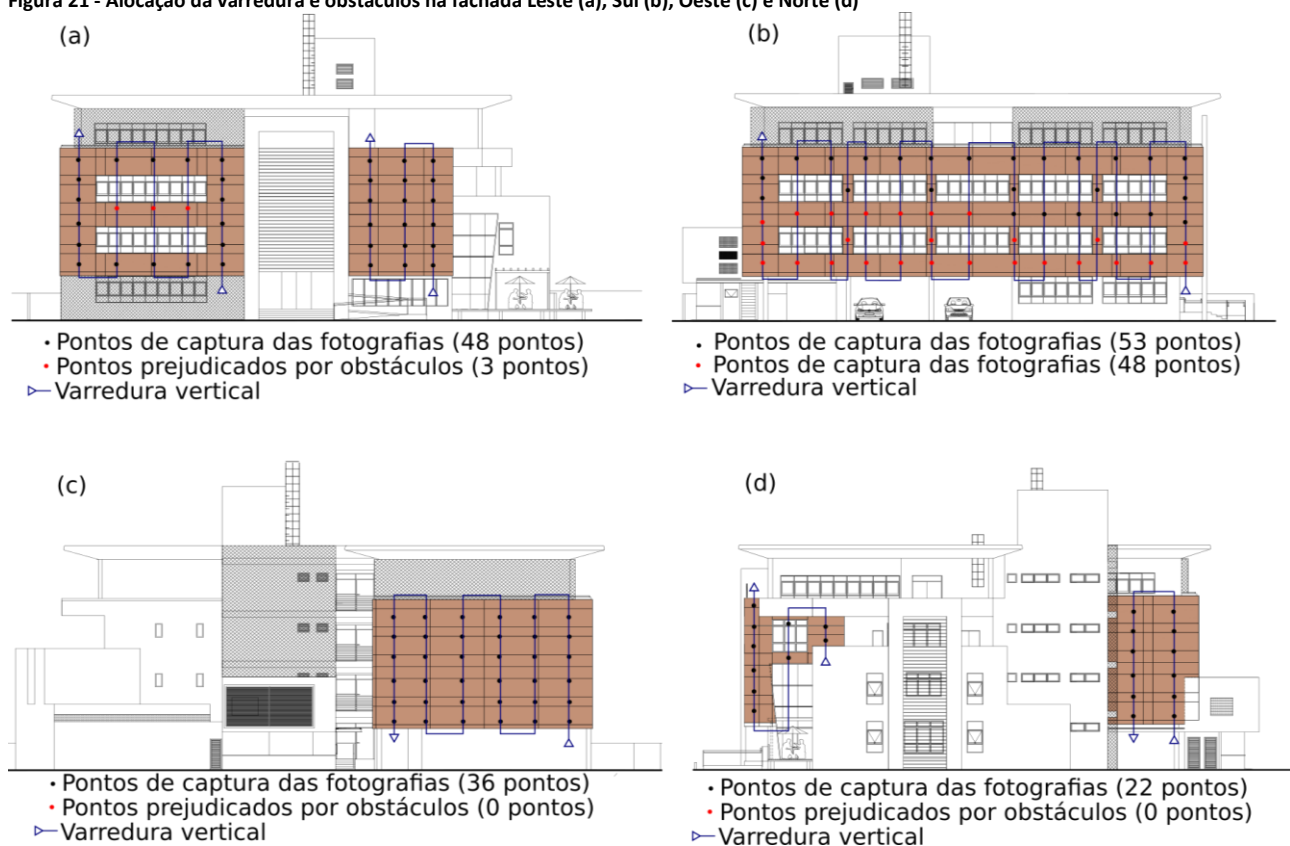 Figura 21 - Alocação da varredura e obstáculos na fachada Leste (a), Sul (b), Oeste (c) e Norte (d)
(a)
• Pontos de captura das fotografias (48 pontos)
• Pontos prejudicados por obstáculos (3 pontos)
Varredura vertical
(b)
• Pontos de captura das fotografias (53 pontos)
• Pontos de captura das fotografias (48 pontos)
Varredura vertical
(c)
• Pontos de captura das fotografias (36 pontos)
• Pontos prejudicados por obstáculos (0 pontos)
Varredura vertical
(d)
• Pontos de captura das fotografias (22 pontos)
• Pontos prejudicados por obstáculos (0 pontos)
Varredura vertical